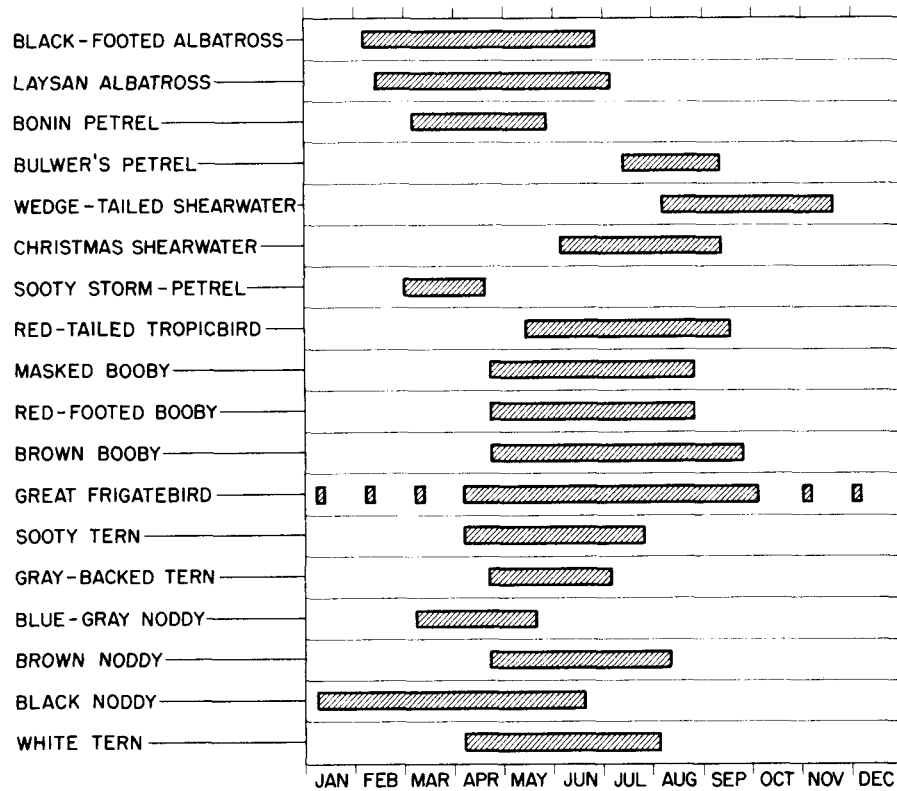 BLACK-FOOTED ALBATROSS
LAYSAN ALBATROSS
BONIN PETREL
BULWER'S PETREL
WEDGE-TAILED SHEARWATER
CHRISTMAS SHEARWATER
SOOTY STORM-PETREL
RED-TAILED TROPICBIRD
MASKED BOOBY
RED-FOOTED BOOBY
BROWN BOOBY
GREAT FRIGATEBIRD
SOOTY TERN
GRAY-BACKED TERN
BLUE-GRAY NODDY
BROWN NODDY
BLACK NODDY
WHITE TERN
JAN FEB MAR APR MAY JUN JUL AUG SEP OCT NOV DEC